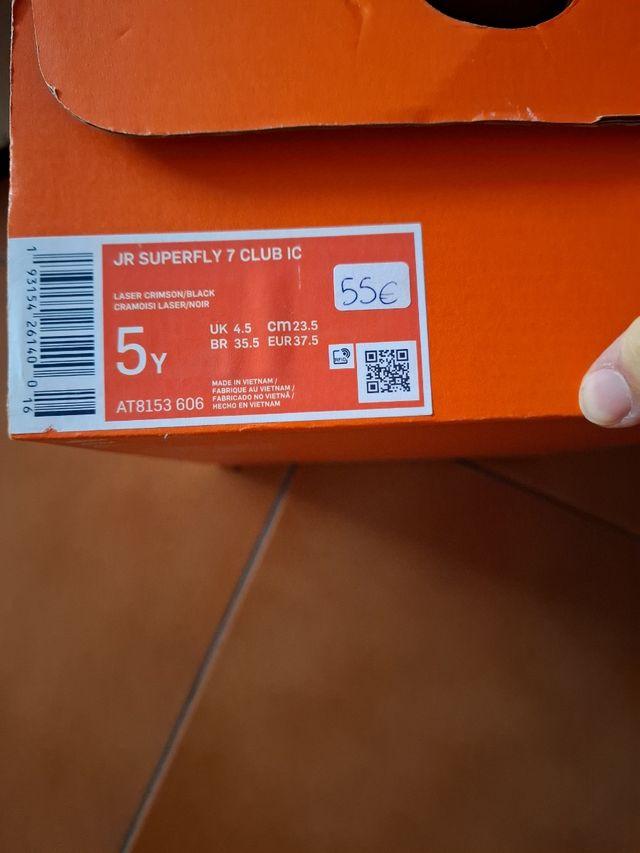 JR SUPERFLY 7 CLUB IC
55€
LASER CRIMSON/BLACK
CRAMOISI LASER/NOIR
5Y
UK 4.5 cm 23.5
BR 35.5 EUR 37.5
RFID
AT8153 606
MADE IN VIETNAM /
FABRIQUE AU VIETNAM /
FABRICADO NO VIETNÃ /
HECHO EN VIETNAM
1 93154 26140 0 16